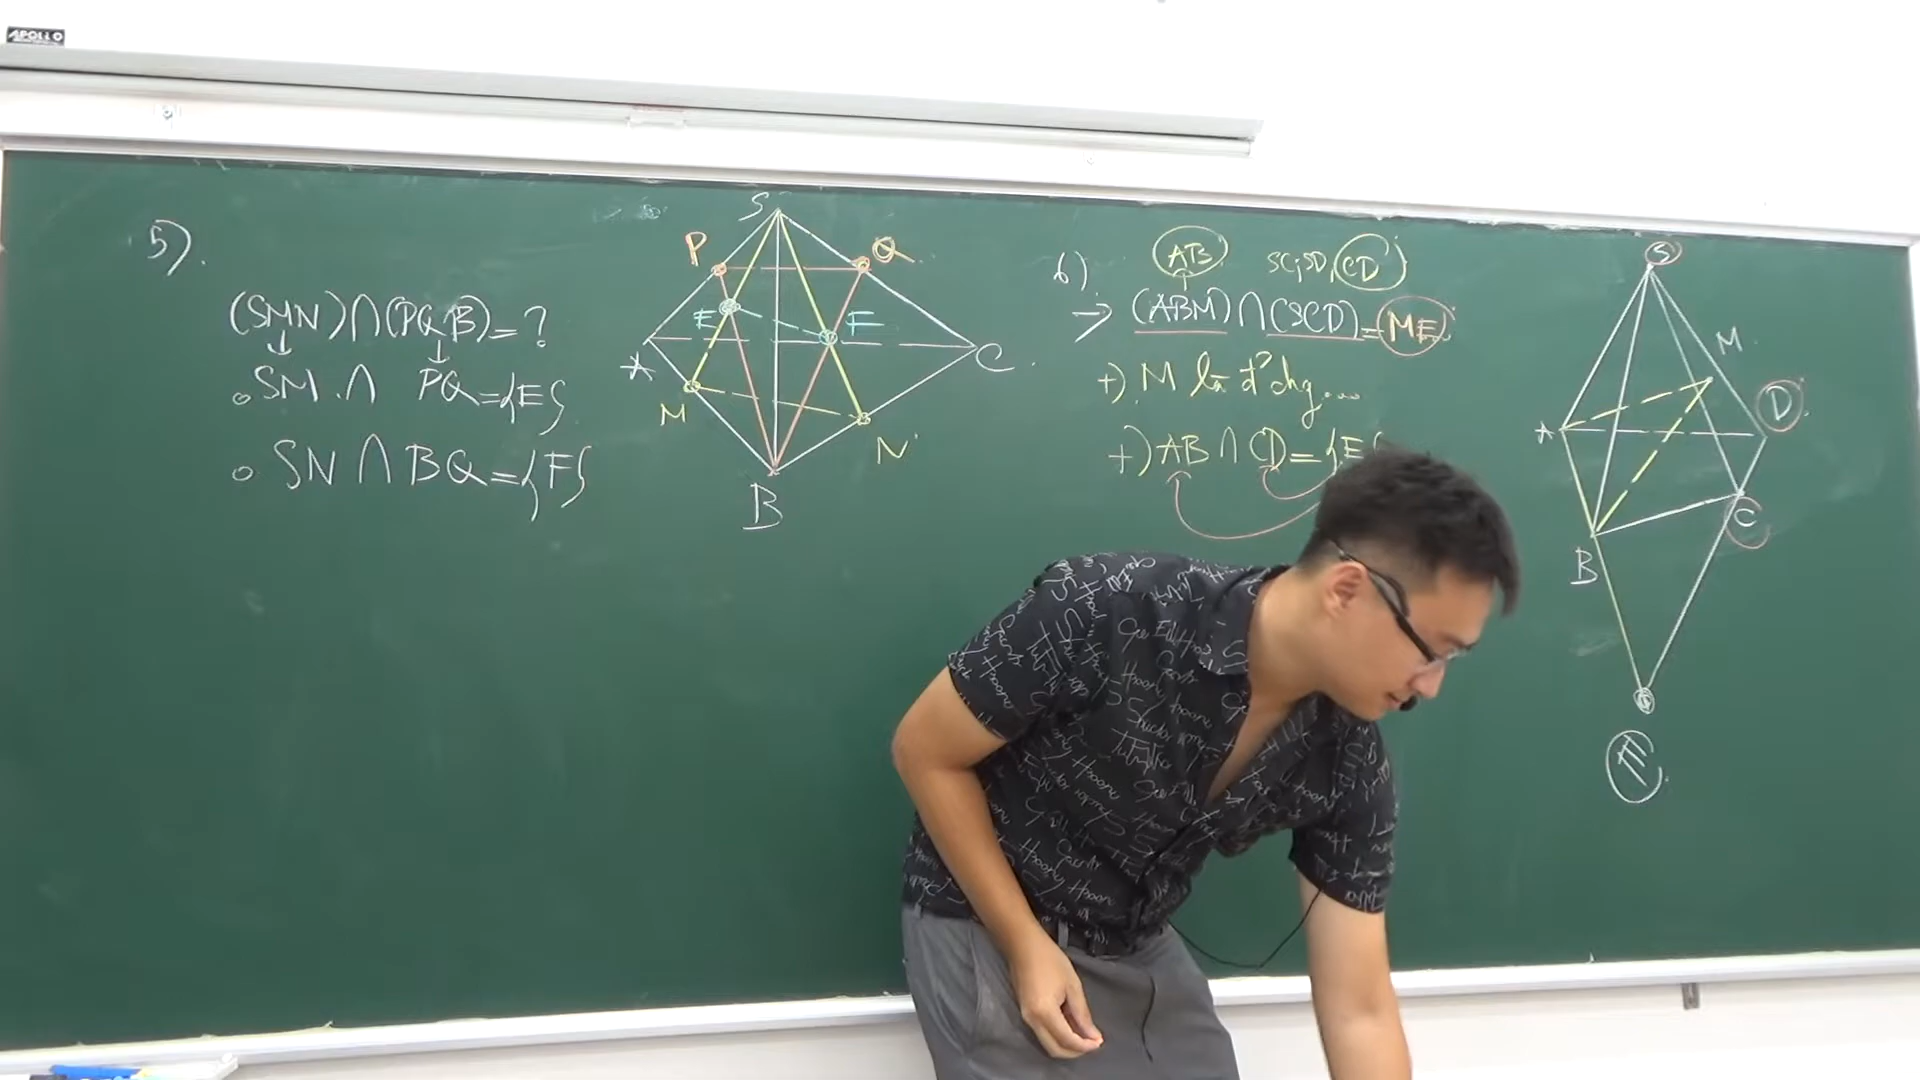 APOLLO
5).
(SMN)∩(PQB)=?
↓ ↓
∘ SM ∩ PQ={E}
∘ SN ∩ BQ={F}
S
P
Q
E
F
A
C
M
N
B
6).
AB
SC, SD, CD
→ (ABM)∩(SCD)=ME
+) M là đ? chg...
+) AB ∩ CD={E
S
M
A
D
C
B
E